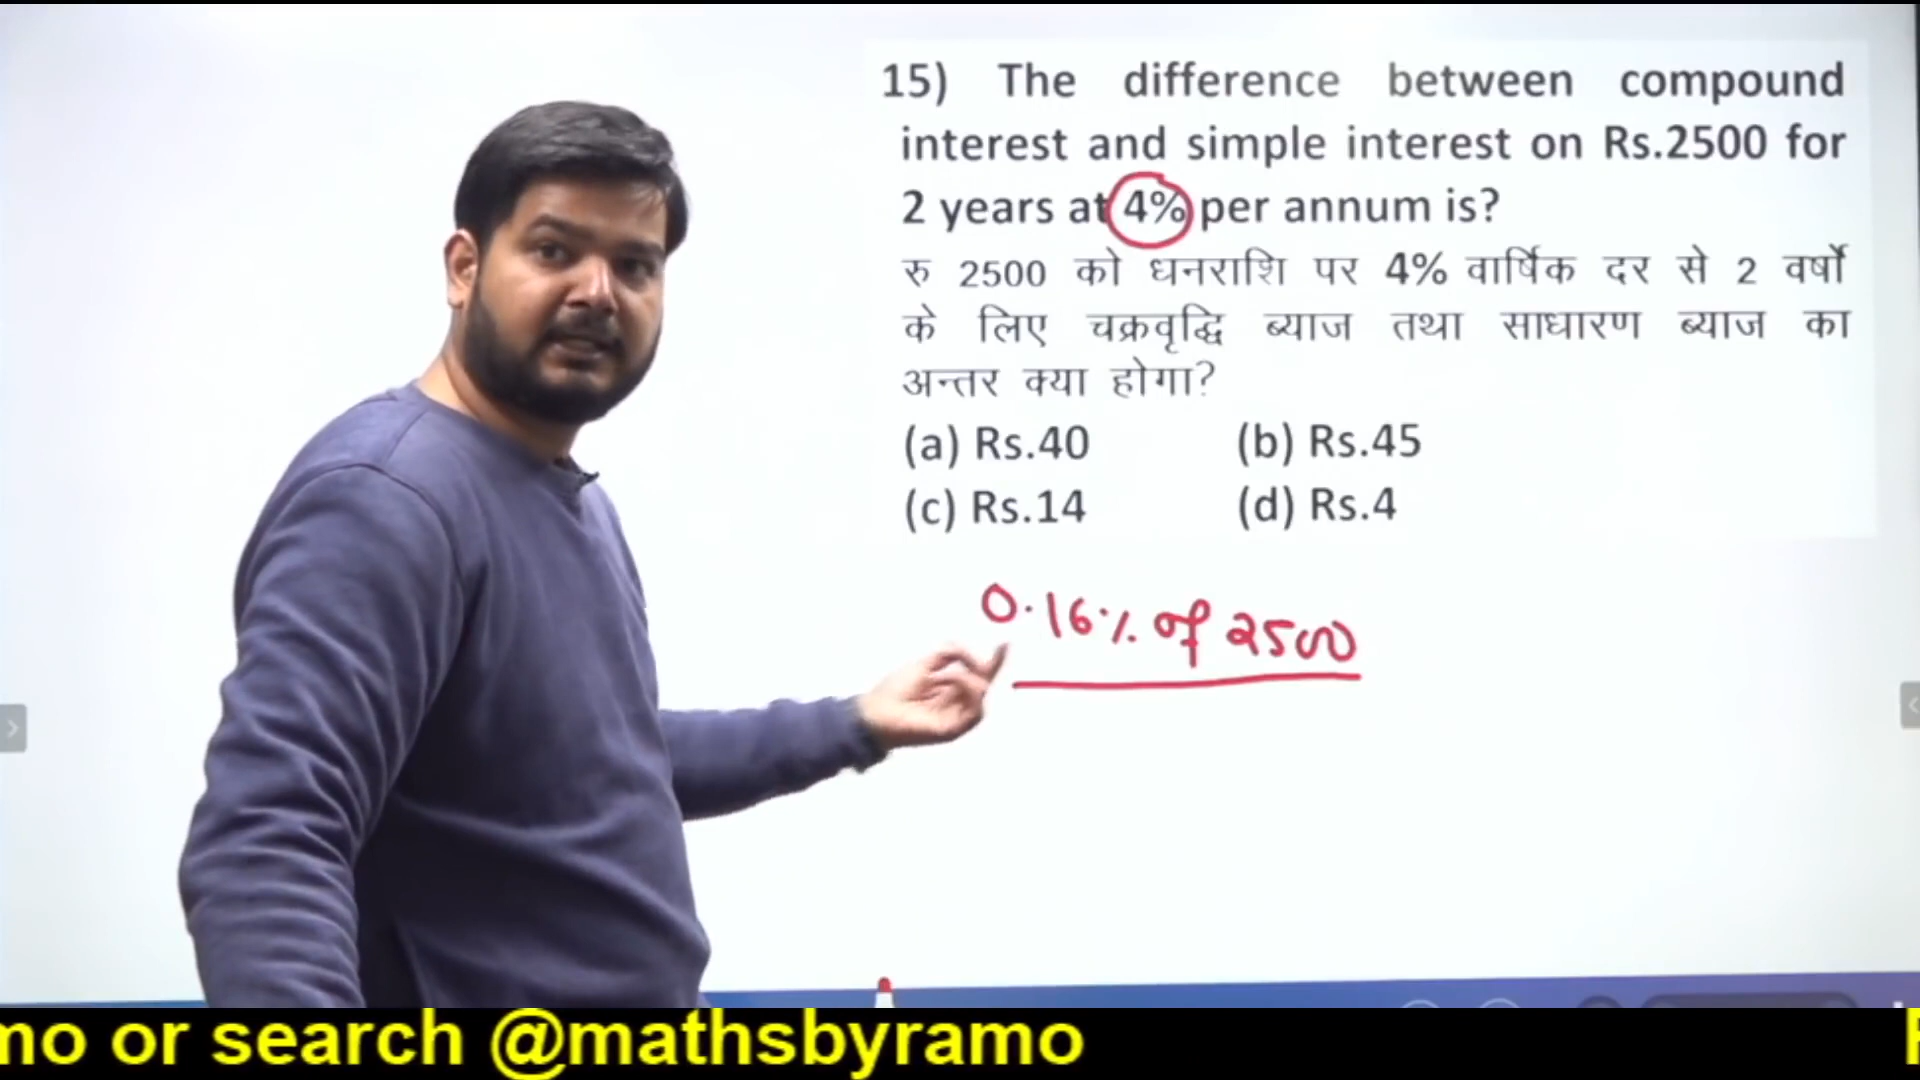 15) The difference between compound
interest and simple interest on Rs.2500 for
2 years at 4% per annum is?
रु 2500 को धनराशि पर 4% वार्षिक दर से 2 वर्षों
के लिए चक्रवृद्धि ब्याज तथा साधारण ब्याज का
अन्तर क्या होगा?
(a) Rs.40 (b) Rs.45
(c) Rs.14 (d) Rs.4
0.16% of 2500
mo or search @mathsbyramo